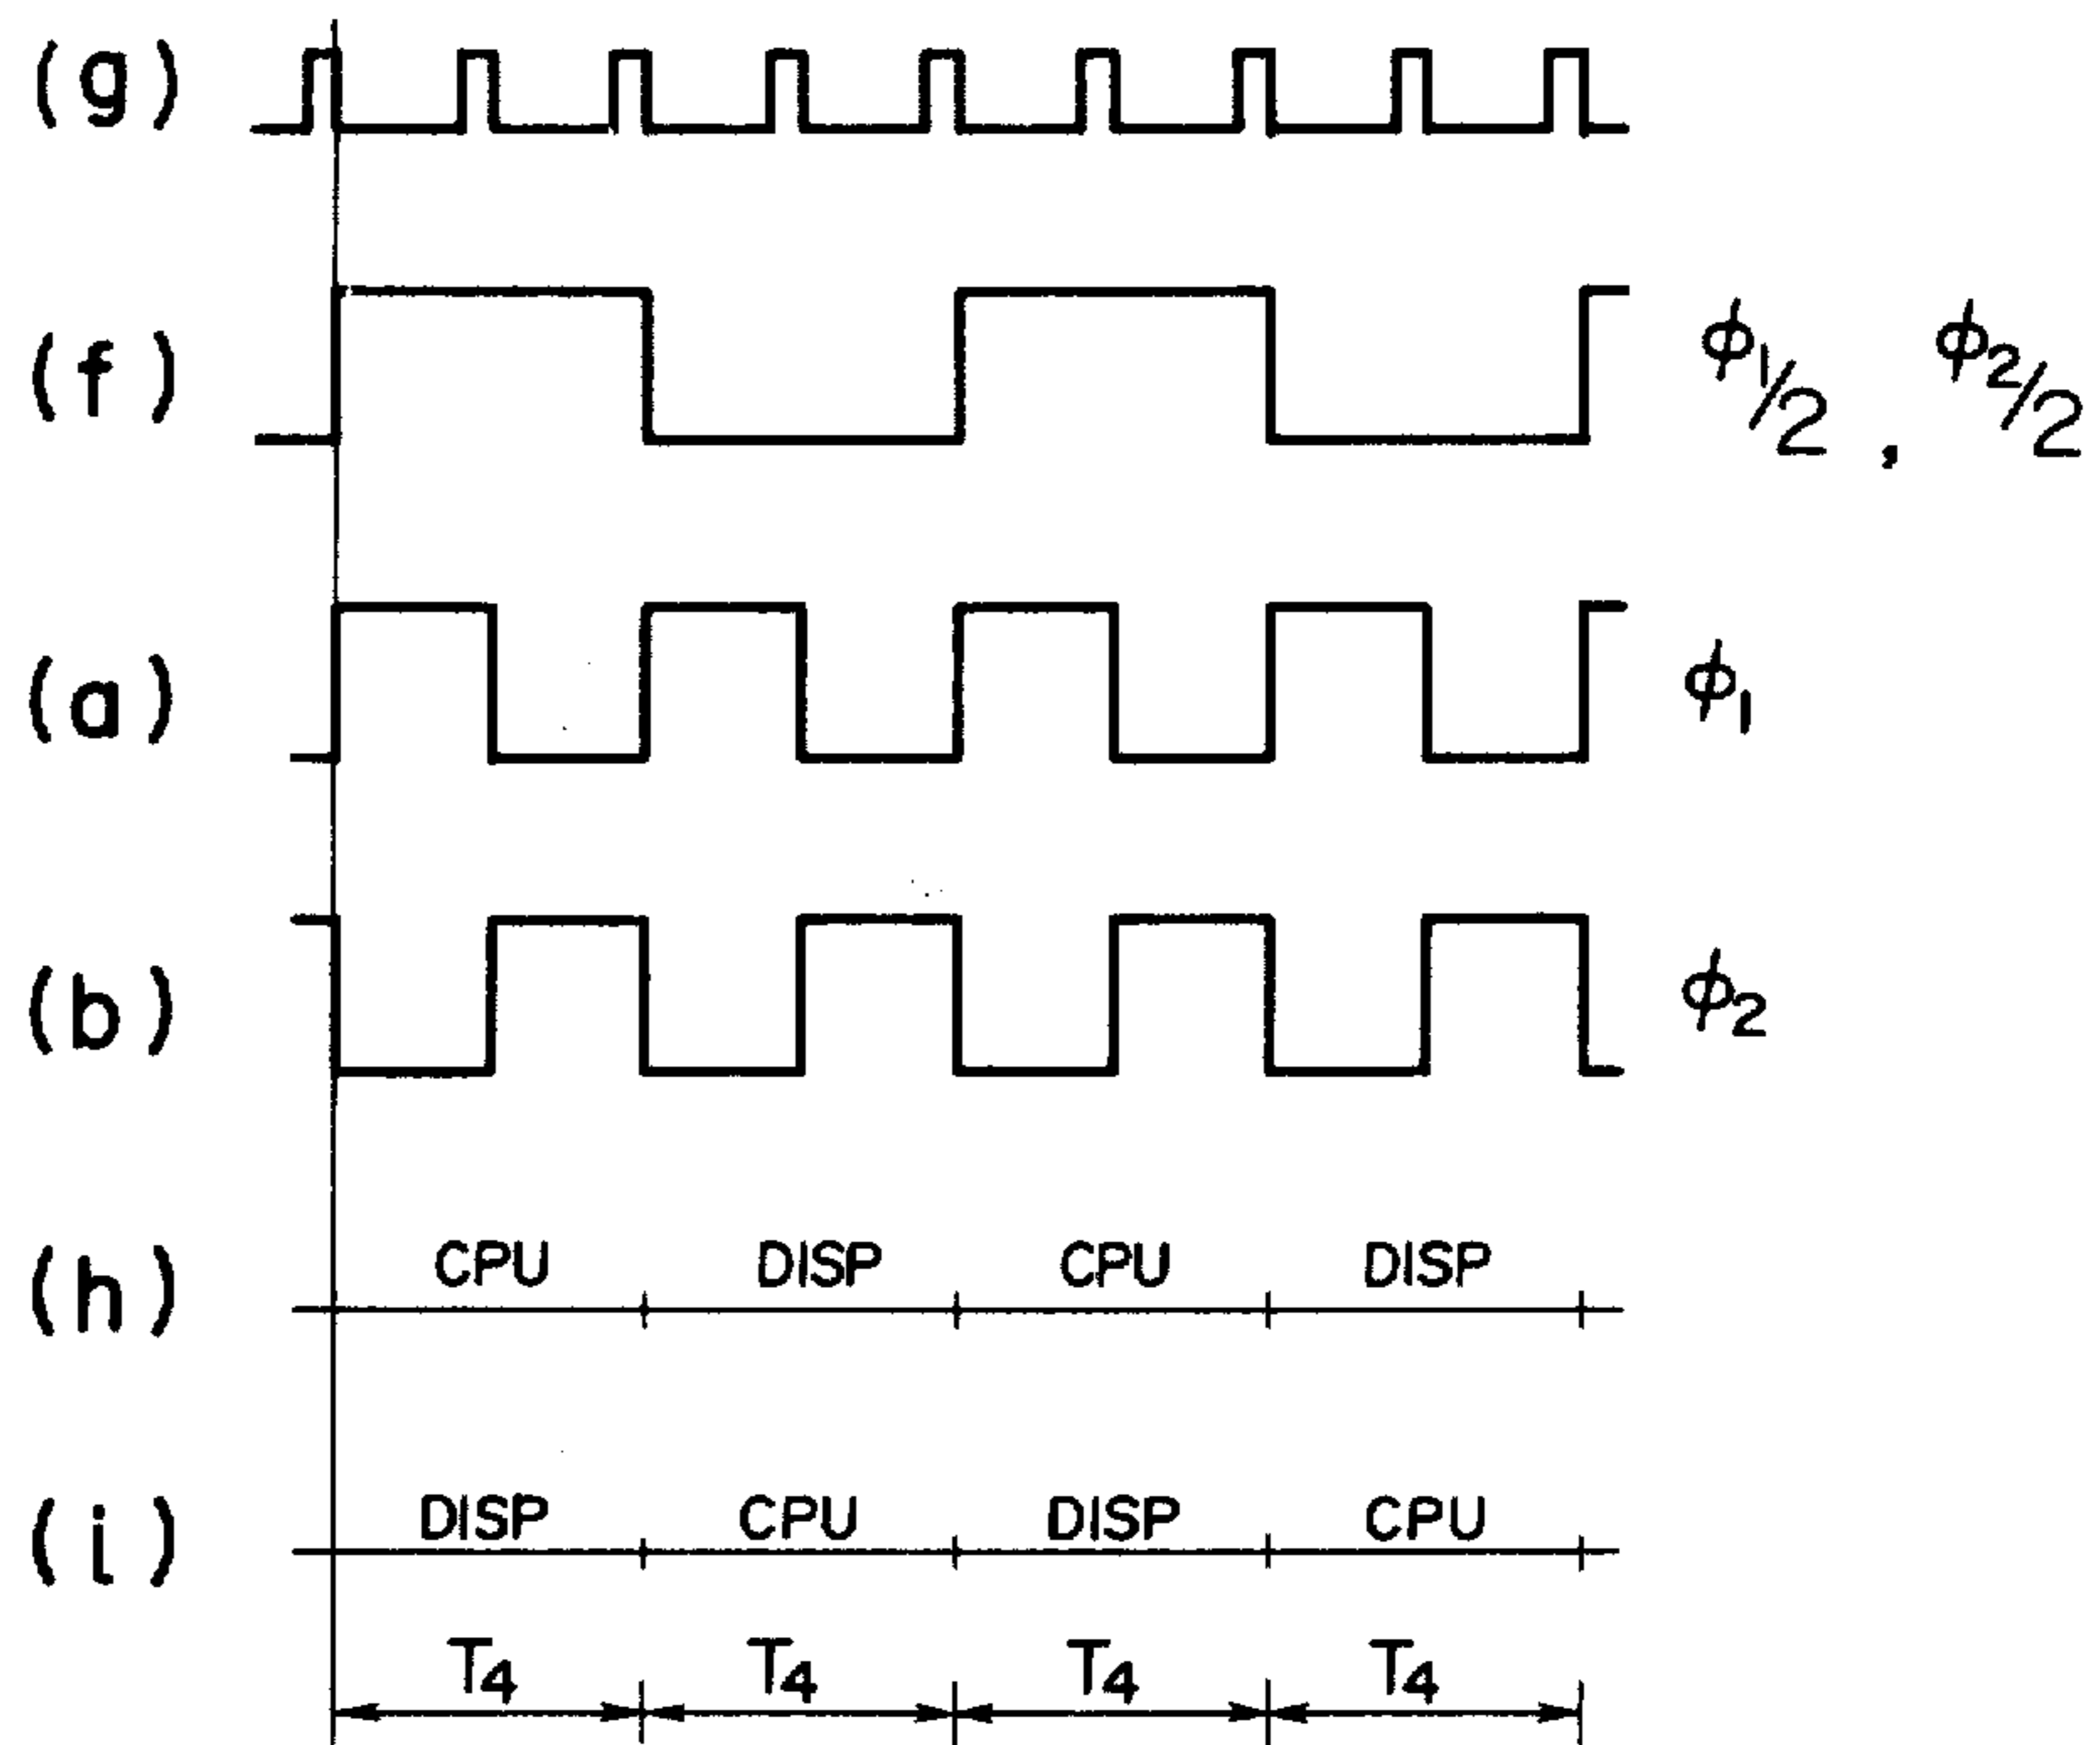 (g)
(f) ϕ1/2 , ϕ2/2
(a) ϕ1
(b) ϕ2
(h) CPU DISP CPU DISP
(i) DISP CPU DISP CPU
T4 T4 T4 T4